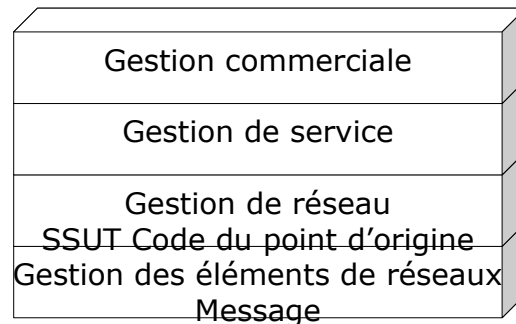 Gestion commerciale
Gestion de service
Gestion de réseau
SSUT Code du point d’origine
Gestion des éléments de réseaux
Message